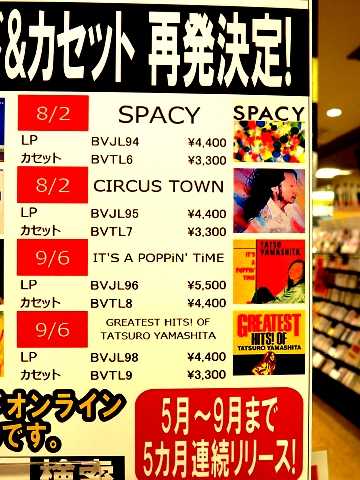 &カセット 再発決定!
8/2 SPACY
LP BVJL94 ¥4,400
カセット BVTL6 ¥3,300
SPACY
8/2 CIRCUS TOWN
LP BVJL95 ¥4,400
カセット BVTL7 ¥3,300
9/6 IT'S A POPPiN' TiME
LP BVJL96 ¥5,500
カセット BVTL8 ¥4,400
TATSURO YAMASHITA
IT'S A POPPIN' TIME
9/6 GREATEST HITS! OF TATSURO YAMASHITA
LP BVJL98 ¥4,400
カセット BVTL9 ¥3,300
GREATEST HITS! OF TATSURO YAMASHITA
オンライン
です。
検索
5月〜9月まで
5カ月連続リリース!